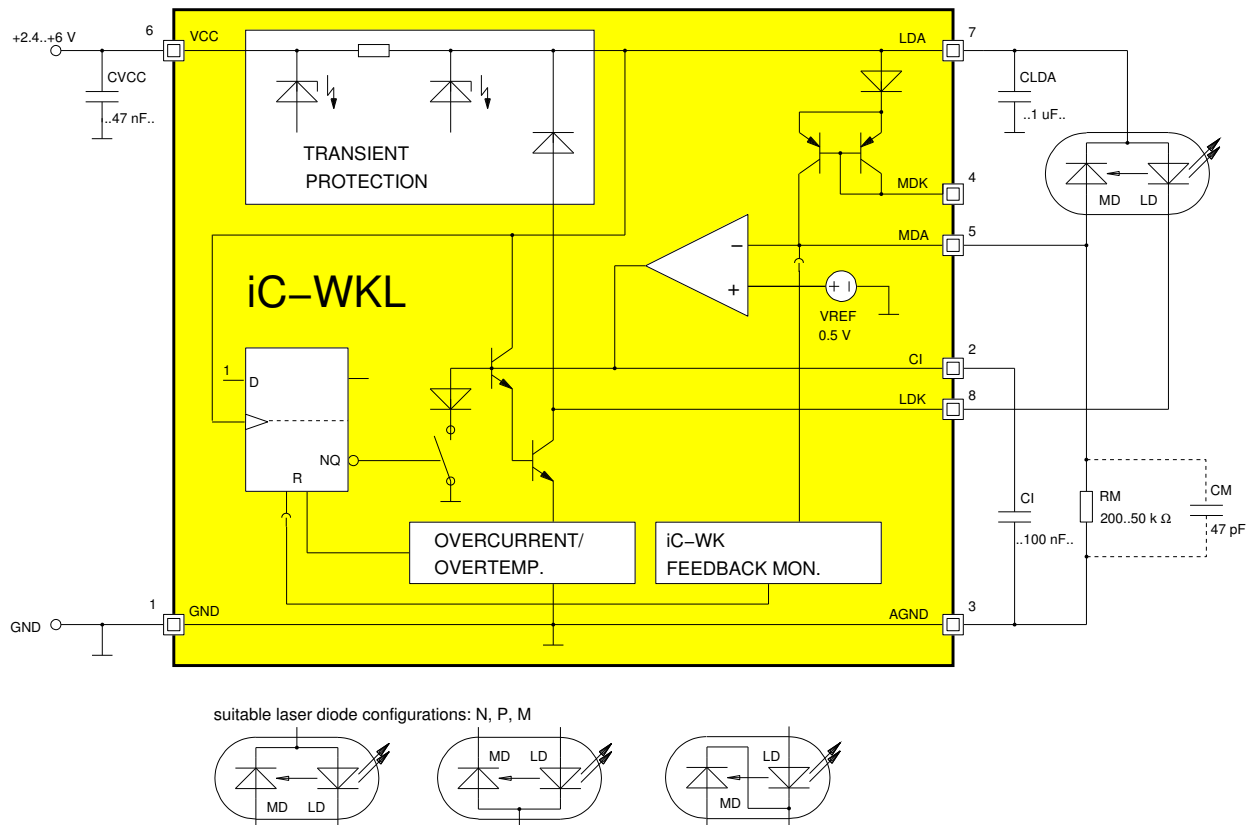 +2.4..+6 V
6
VCC
LDA
7
CVCC
..47 nF..
TRANSIENT
PROTECTION
CLDA
..1 uF..
MDK
4
MD
LD
MDA
5
iC-WKL
−
+
+
−
VREF
0.5 V
CI
2
LDK
8
1
D
NQ
R
OVERCURRENT/
OVERTEMP.
iC-WK
FEEDBACK MON.
CI
..100 nF..
RM
200..50 k Ω
CM
47 pF
GND
1
GND
AGND
3
suitable laser diode configurations: N, P, M
MD
LD
MD
LD
LD
MD